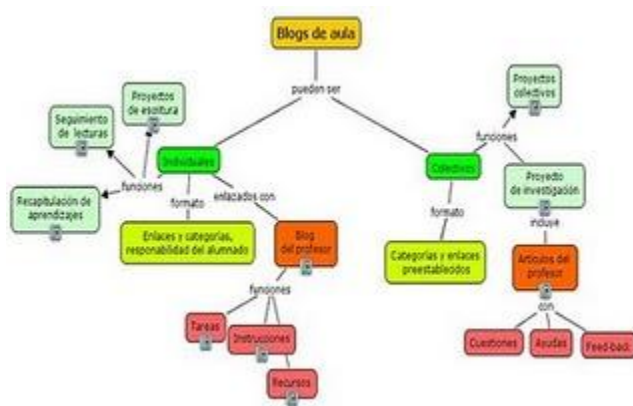 Blogs de aula
pueden ser
Proyectos
colectivos
Proyectos
de escritura
Seguimiento
de lecturas
funciones
Individuales
Colectivos
Proyecto
de investigación
Recapitulación de
aprendizajes
funciones
formato
enlazados con
formato
incluye
Enlaces y categorías,
responabilidad del alumnado
Blog
del profesor
Categorías y enlaces
preestablecidos
Artículos del
profesor
funciones
con
Tareas
Instrucciones
Recursos
Cuestiones
Ayudas
Feed-back